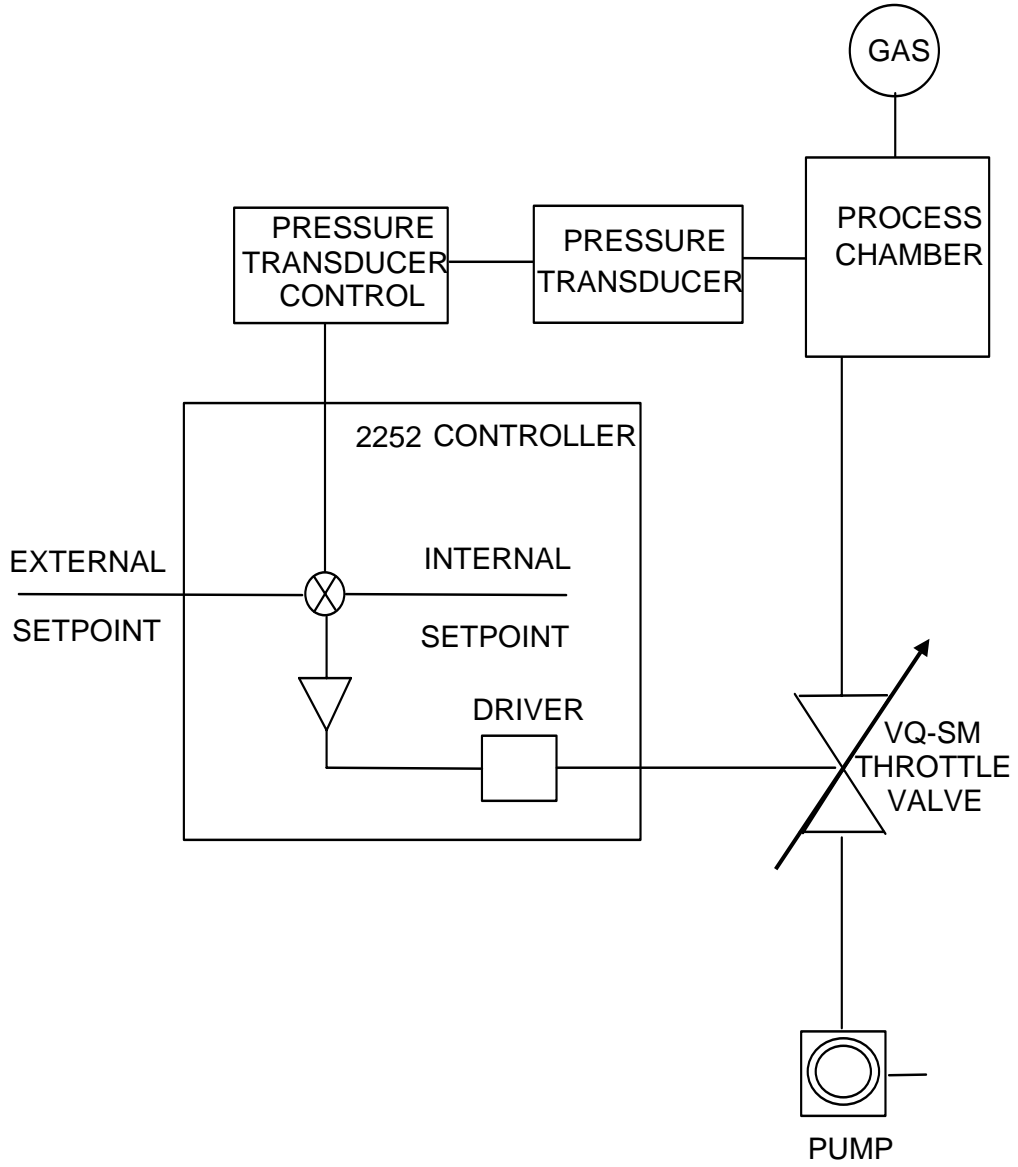 GAS
PROCESS
CHAMBER
PRESSURE
TRANSDUCER
CONTROL
PRESSURE
TRANSDUCER
2252 CONTROLLER
EXTERNAL
SETPOINT
INTERNAL
SETPOINT
DRIVER
VQ-SM
THROTTLE
VALVE
PUMP